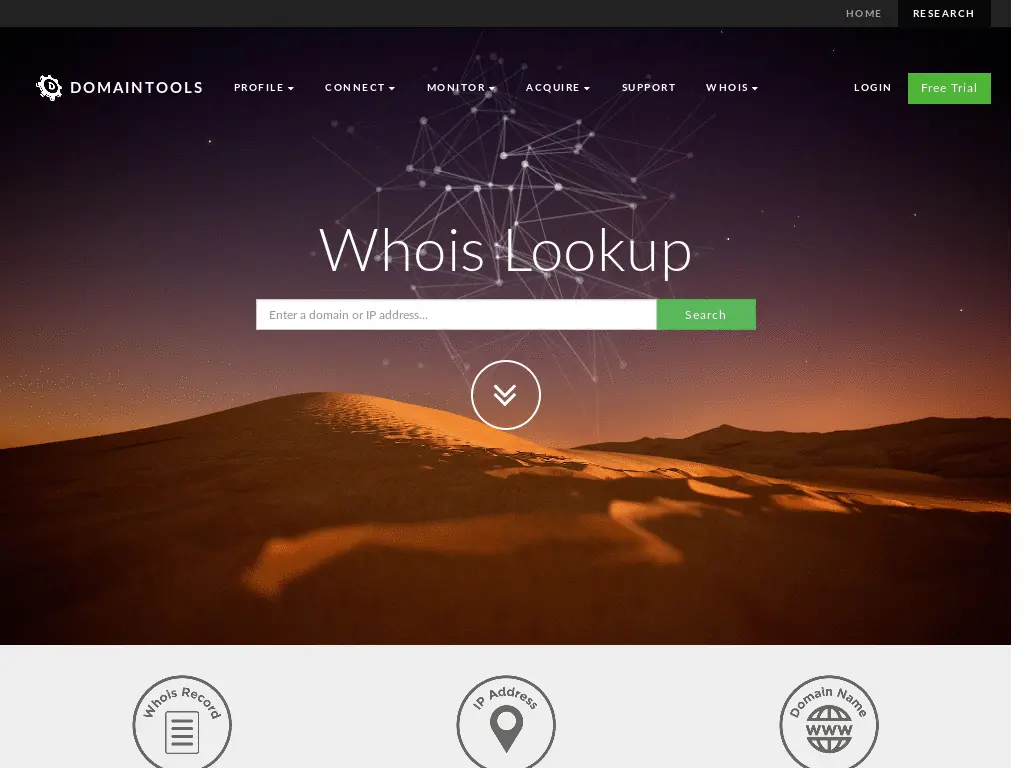 HOME RESEARCH
DOMAINTOOLS PROFILE CONNECT MONITOR ACQUIRE SUPPORT WHOIS LOGIN Free Trial
Whois Lookup
Enter a domain or IP address... Search
Whois Record IP Address Domain Name
WWW